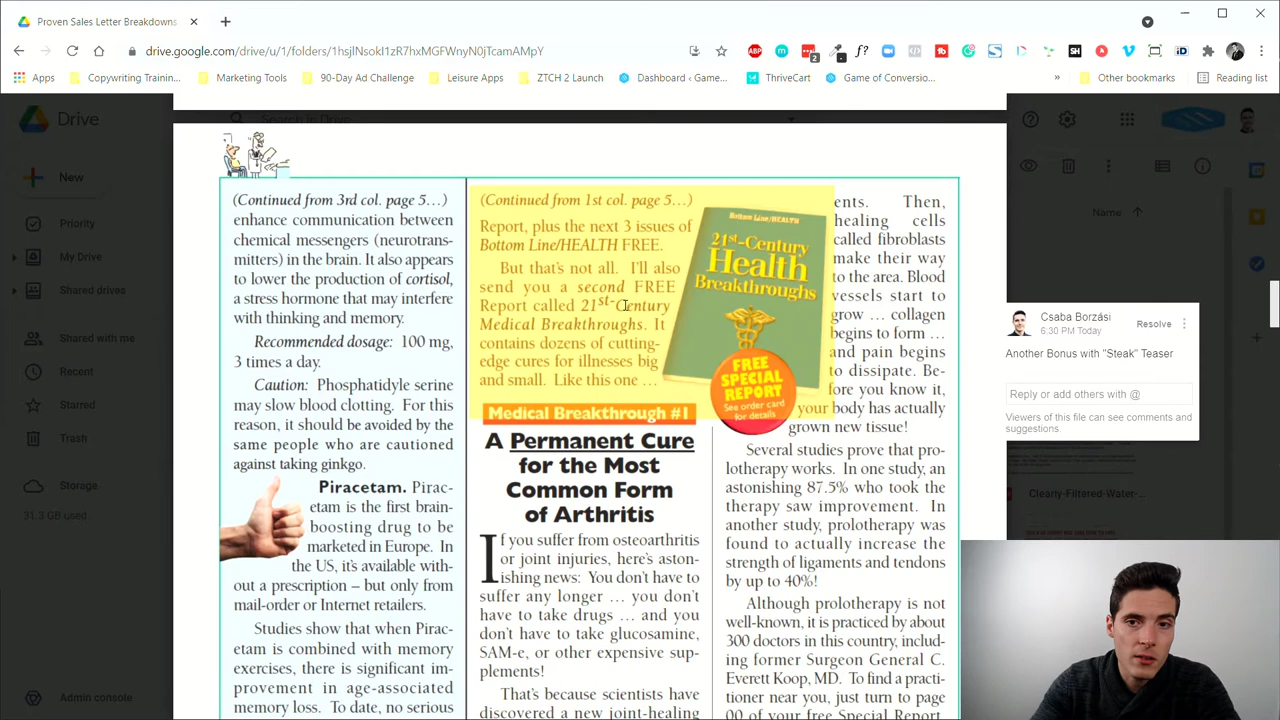 Proven Sales Letter Breakdowns
drive.google.com/drive/u/1/folders/1hsjlNsokI1zR7hxMGFWnyN0jTcamAMpY
Apps
Copywriting Trainin...
Marketing Tools
90-Day Ad Challenge
Leisure Apps
ZTCH 2 Launch
Dashboard ‹ Game...
ThriveCart
Game of Conversio...
Other bookmarks
Reading list
Drive
Search in Drive
New
Priority
My Drive
Shared drives
Shared with me
Recent
Starred
Trash
Storage
31.3 GB used
Admin console
(Continued from 3rd col. page 5…)
enhance communication between
chemical messengers (neurotrans-
mitters) in the brain. It also appears
to lower the production of cortisol,
a stress hormone that may interfere
with thinking and memory.
Recommended dosage: 100 mg,
3 times a day.
Caution: Phosphatidyle serine
may slow blood clotting. For this
reason, it should be avoided by the
same people who are cautioned
against taking ginkgo.
Piracetam. Pirac-
etam is the first brain-
boosting drug to be
marketed in Europe. In
the US, it's available with-
out a prescription – but only from
mail-order or Internet retailers.
Studies show that when Pirac-
etam is combined with memory
exercises, there is significant im-
provement in age-associated
memory loss. To date, no serious
(Continued from 1st col. page 5…)
Report, plus the next 3 issues of
Bottom Line/HEALTH FREE.
But that's not all. I'll also
send you a second FREE
Report called 21st-Century
Medical Breakthroughs. It
contains dozens of cutting-
edge cures for illnesses big
and small. Like this one …
Bottom Line/HEALTH
21st-Century
Health
Breakthroughs
FREE
SPECIAL
REPORT
See order card
for details
Medical Breakthrough #1
A Permanent Cure
for the Most
Common Form
of Arthritis
If you suffer from osteoarthritis
or joint injuries, here's aston-
ishing news: You don't have to
suffer any longer … you don't
have to take drugs … and you
don't have to take glucosamine,
SAM-e, or other expensive sup-
plements!
That's because scientists have
discovered a new joint-healing
ents. Then,
healing cells
called fibroblasts
make their way
to the area. Blood
vessels start to
grow … collagen
begins to form …
and pain begins
to dissipate. Be-
fore you know it,
your body has actually
grown new tissue!
Several studies prove that pro-
lotherapy works. In one study, an
astonishing 87.5% who took the
therapy saw improvement. In
another study, prolotherapy was
found to actually increase the
strength of ligaments and tendons
by up to 40%!
Although prolotherapy is not
well-known, it is practiced by about
300 doctors in this country, includ-
ing former Surgeon General C.
Everett Koop, MD. To find a practi-
tioner near you, just turn to page
00 of your free Special Report,
Name
Csaba Borzási
6:30 PM Today
Resolve
Another Bonus with "Steak" Teaser
Reply or add others with @
Viewers of this file can see comments and
suggestions.
Cleany-Filtered-Water-...